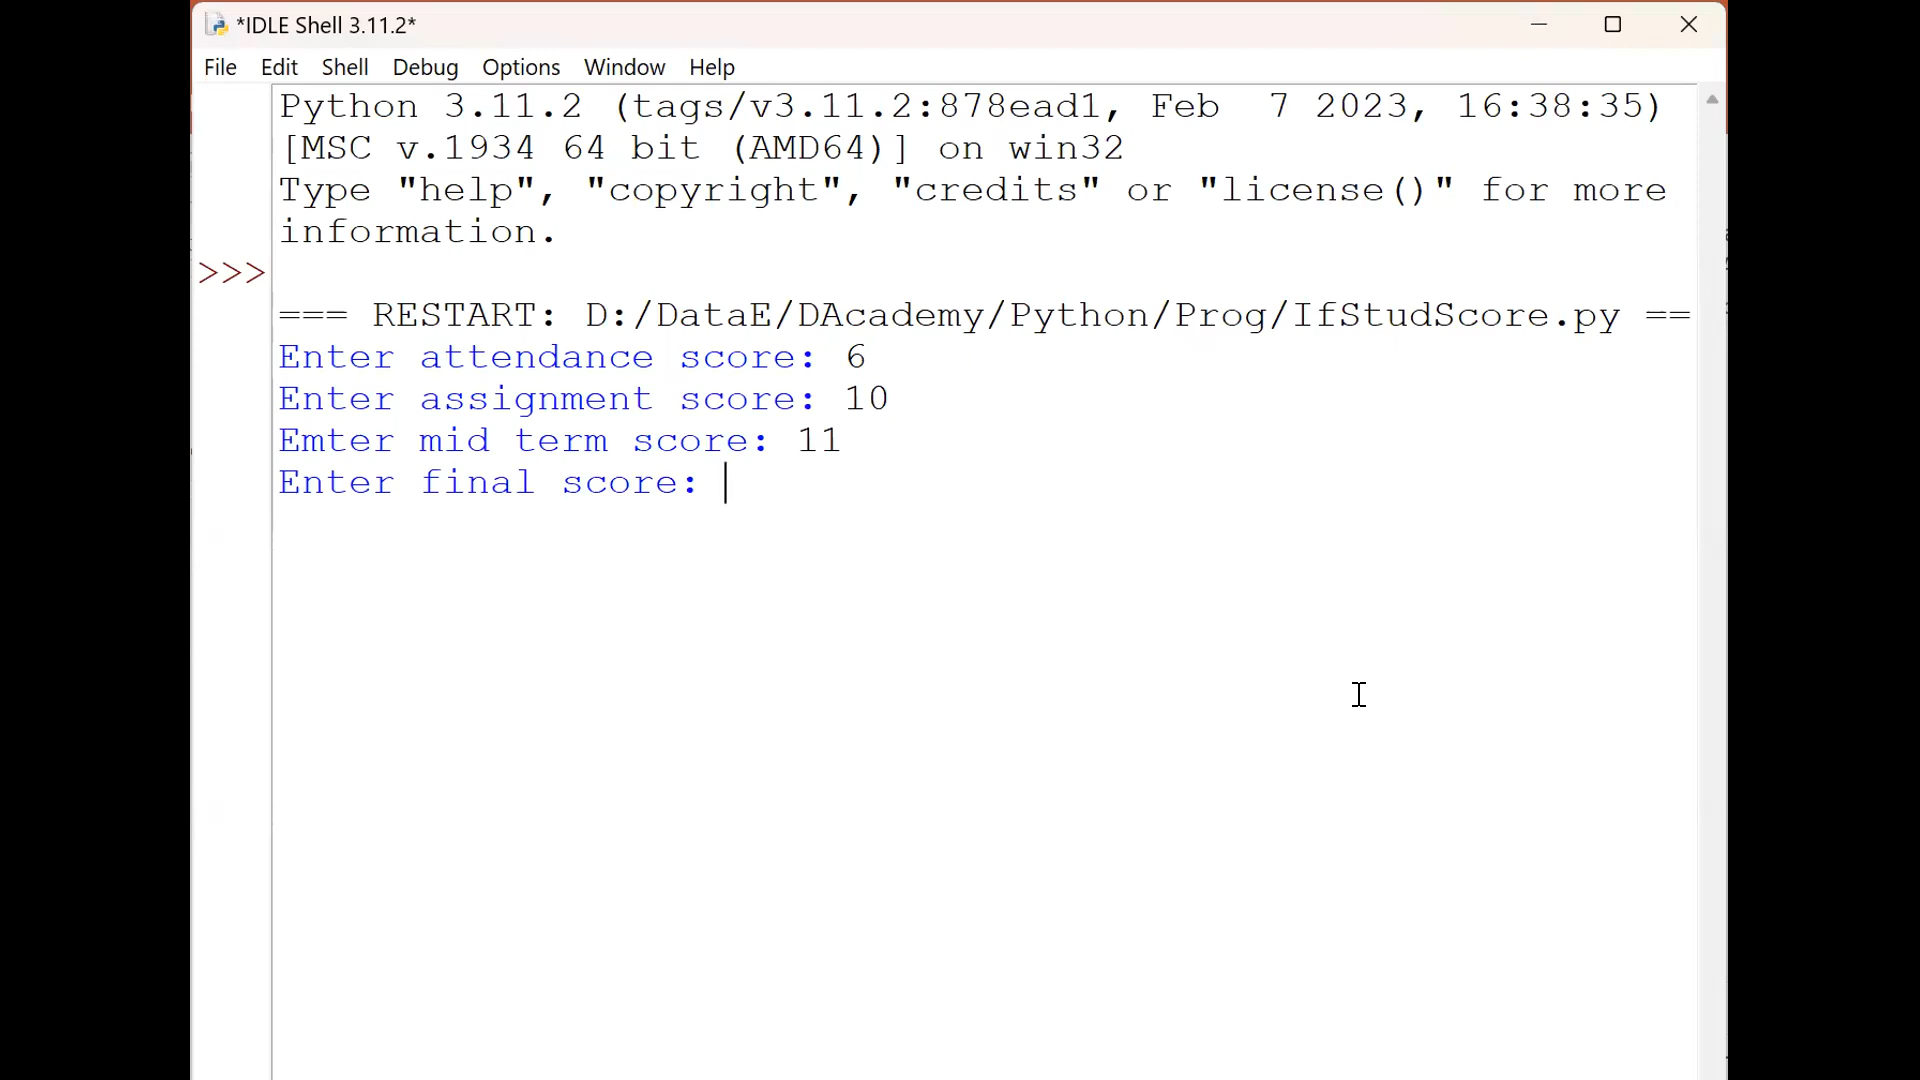 *IDLE Shell 3.11.2*
File Edit Shell Debug Options Window Help
Python 3.11.2 (tags/v3.11.2:878ead1, Feb  7 2023, 16:38:35)
[MSC v.1934 64 bit (AMD64)] on win32
Type "help", "copyright", "credits" or "license()" for more
information.
>>>
=== RESTART: D:/DataE/DAcademy/Python/Prog/IfStudScore.py ==
Enter attendance score: 6
Enter assignment score: 10
Emter mid term score: 11
Enter final score: